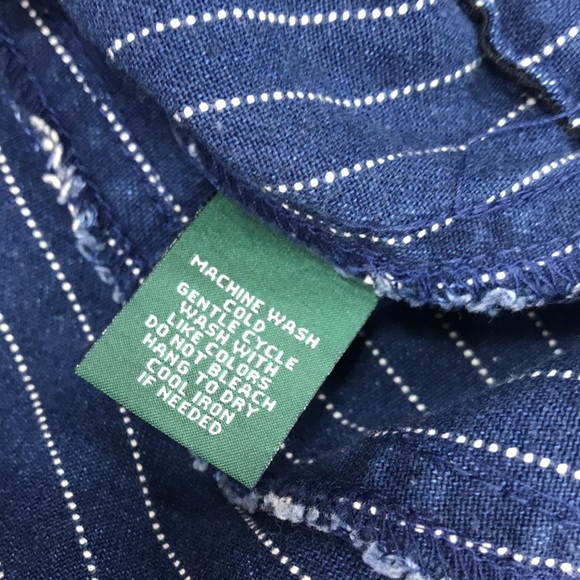 MACHINE WASH
COLD
GENTLE CYCLE
WASH WITH
LIKE COLORS
DO NOT BLEACH
HANG TO DRY
COOL IRON
IF NEEDED